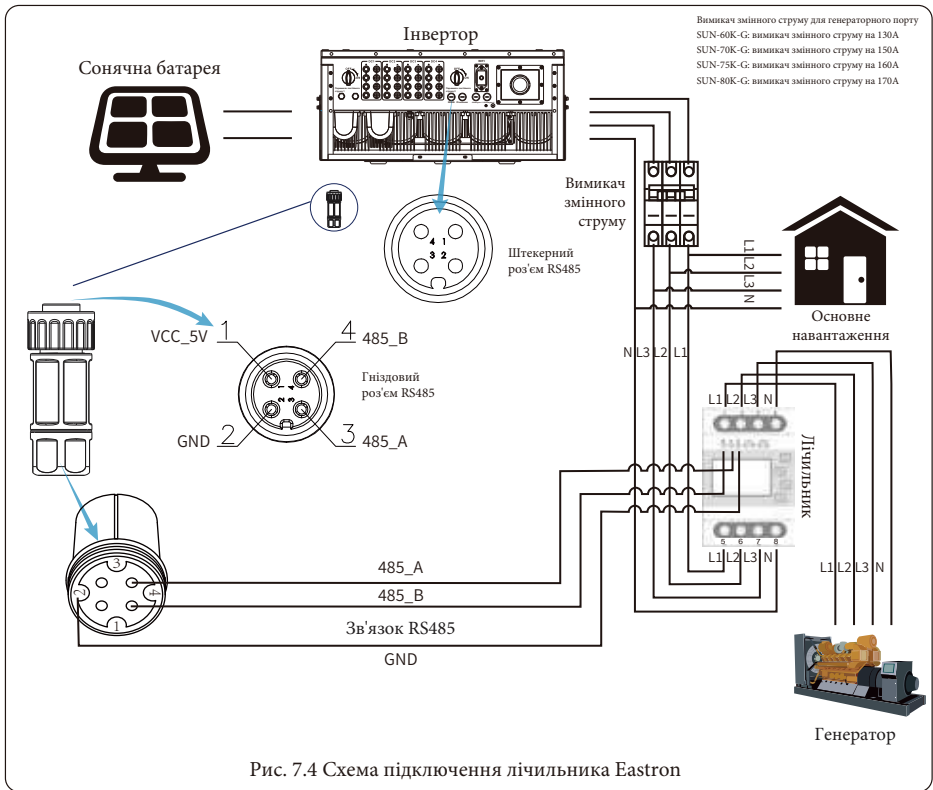 Вимикач змінного струму для генераторного порту
SUN-60K-G: вимикач змінного струму на 130A
SUN-70K-G: вимикач змінного струму на 150A
SUN-75K-G: вимикач змінного струму на 160A
SUN-80K-G: вимикач змінного струму на 170A
Інвертор
Сонячна батарея
Вимикач
змінного
струму
4 1
3 2
Штекерний
роз'єм RS485
L1
L2
L3
N
Основне
навантаження
VCC_5V 1
4 485_B
1 4
2 3
Гніздовий
роз'єм RS485
GND 2
3 485_A
N L3 L2 L1
L1 L2 L3 N
Лічильник
5 6 7 8
L1 L2 L3 N
L1 L2 L3 N
3
2 4
1
485_A
485_B
Зв'язок RS485
GND
Генератор
Рис. 7.4 Схема підключення лічильника Eastron